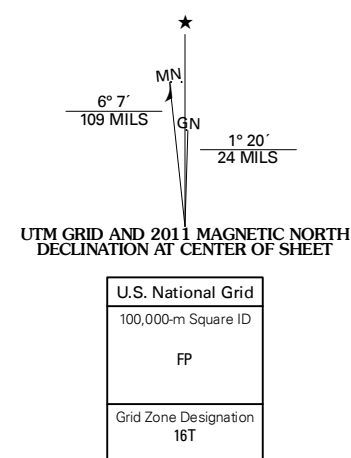 ★
MN
6° 7´
109 MILS
GN
1° 20´
24 MILS
UTM GRID AND 2011 MAGNETIC NORTH
DECLINATION AT CENTER OF SHEET
U.S. National Grid
100,000-m Square ID
FP
Grid Zone Designation
16T